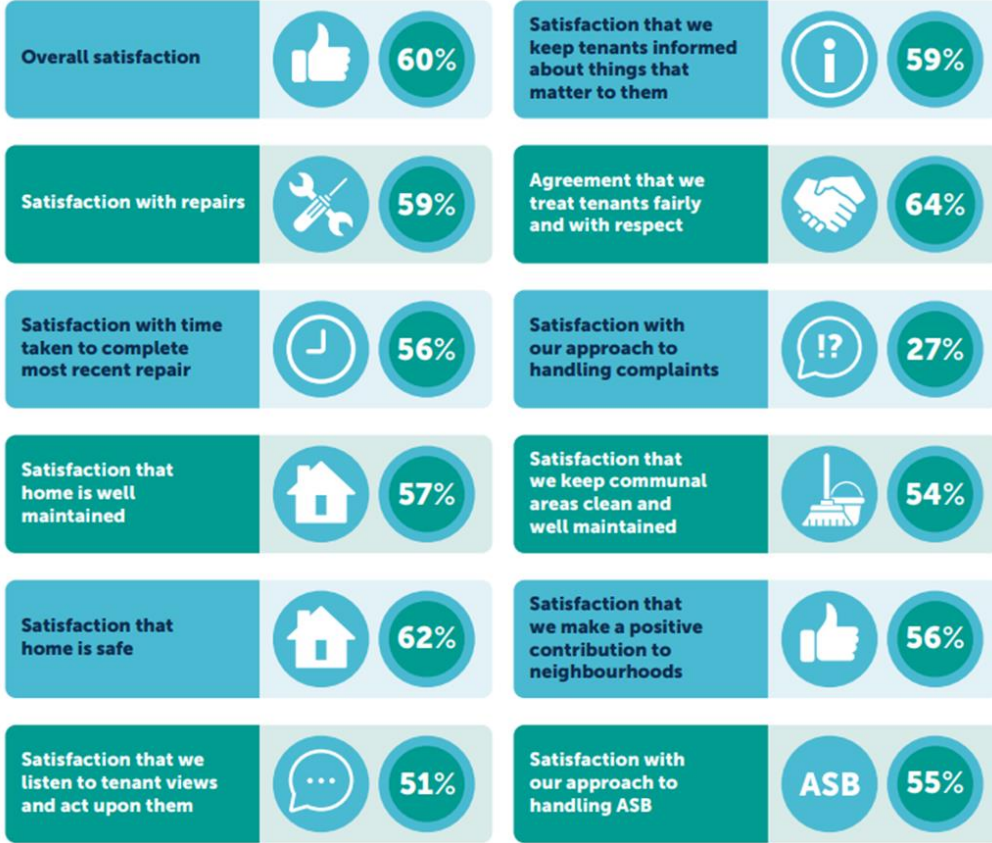 Overall satisfaction
60%
Satisfaction that we
keep tenants informed
about things that
matter to them
i
59%
Satisfaction with repairs
59%
Agreement that we
treat tenants fairly
and with respect
64%
Satisfaction with time
taken to complete
most recent repair
56%
Satisfaction with
our approach to
handling complaints
!?
27%
Satisfaction that
home is well
maintained
57%
Satisfaction that
we keep communal
areas clean and
well maintained
54%
Satisfaction that
home is safe
62%
Satisfaction that
we make a positive
contribution to
neighbourhoods
56%
Satisfaction that we
listen to tenant views
and act upon them
51%
Satisfaction with
our approach to
handling ASB
ASB
55%